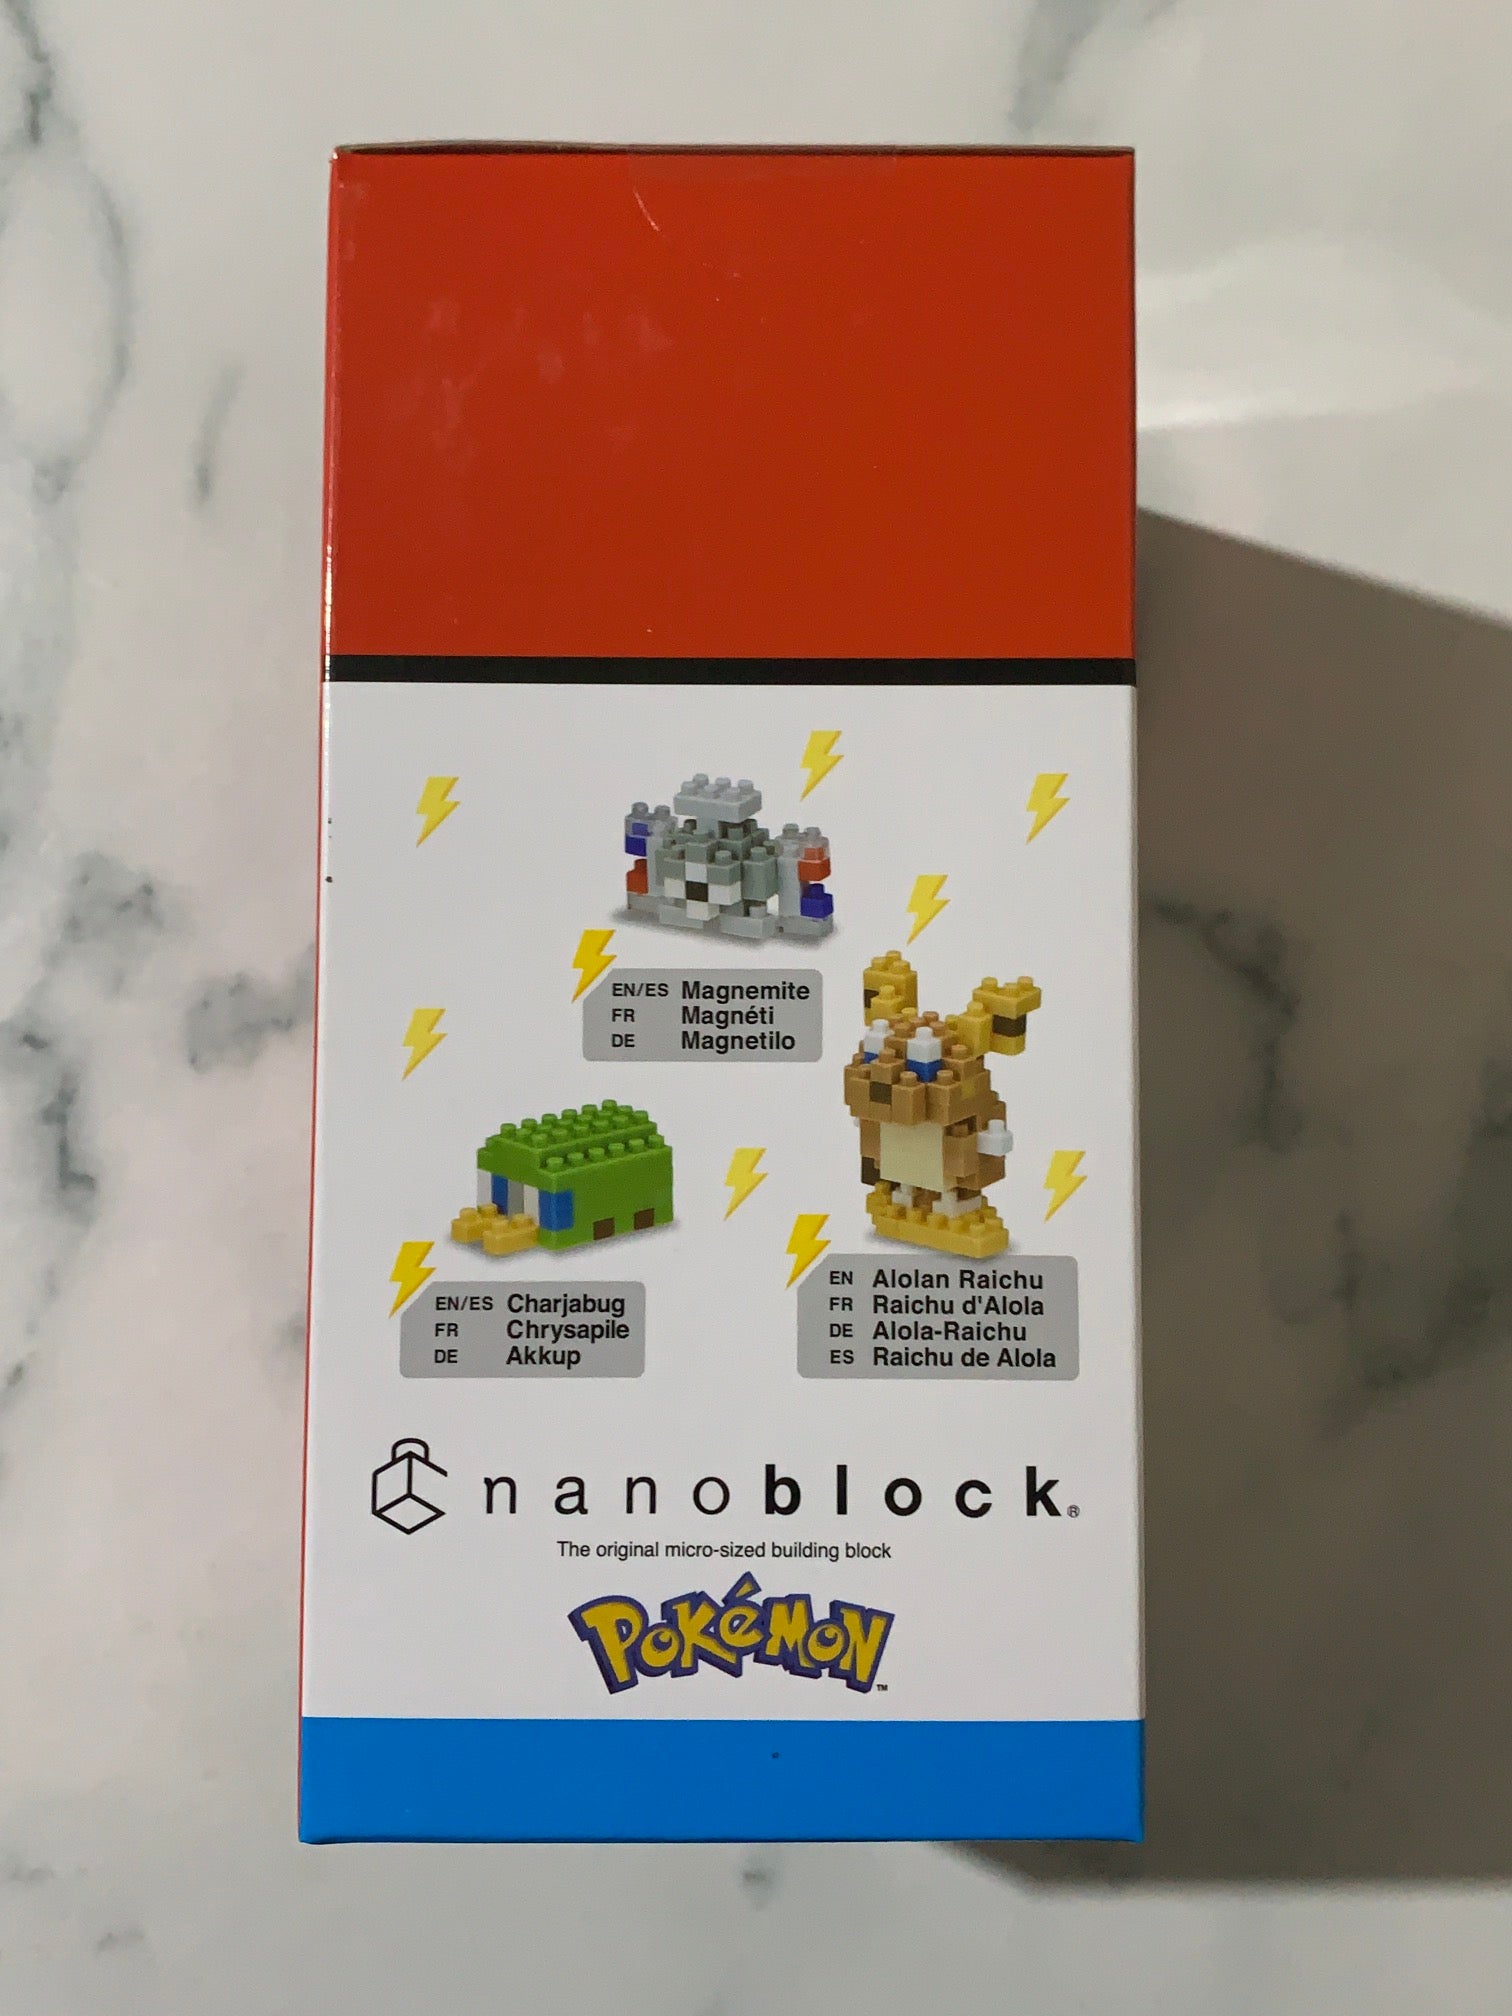 EN/ES Magnemite
FR Magnéti
DE Magnetilo
EN/ES Charjabug
FR Chrysapile
DE Akkup
EN Alolan Raichu
FR Raichu d'Alola
DE Alola-Raichu
ES Raichu de Alola
nanoblock®
The original micro-sized building block
POKéMON™